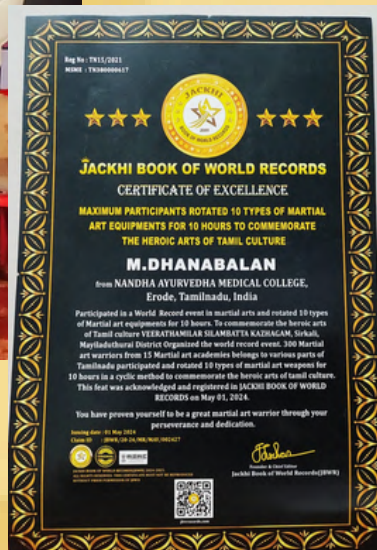 Reg No : TN15/2021
MSME : TN380000617
JACKHI
BOOK OF WORLD RECORDS
JACKHI BOOK OF WORLD RECORDS
CERTIFICATE OF EXCELLENCE
MAXIMUM PARTICIPANTS ROTATED 10 TYPES OF MARTIAL
ART EQUIPMENTS FOR 10 HOURS TO COMMEMORATE
THE HEROIC ARTS OF TAMIL CULTURE
M.DHANABALAN
from NANDHA AYURVEDHA MEDICAL COLLEGE,
Erode, Tamilnadu, India
Participated in a World Record event in martial arts and rotated 10 types
of Martial art equipments for 10 hours. To commemorate the heroic arts
of Tamil culture VEERATHAMILAR SILAMBATTA KAZHAGAM, Sirkali,
Mayiladuthurai District Organized the world record event. 300 Martial
art warriors from 15 Martial art academies belongs to various parts of
Tamilnadu participated and rotated 10 types of martial art weapons for
10 hours in a cyclic method to commemorate the heroic arts of tamil culture.
This feat was acknowledged and registered in JACKHI BOOK OF WORLD
RECORDS on May 01, 2024.
You have proven yourself to be a great martial art warrior through your
perseverance and dedication.
Issuing date : 01 May 2024
Founder & Chief Editor
Jackhi Book of World Records(JBWR)